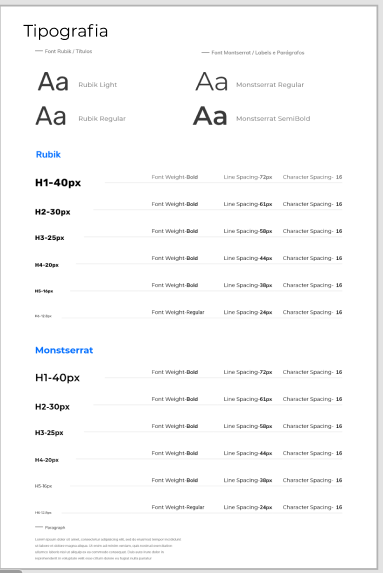 Tipografia
Font Rubik / Títulos
Font Montserrat / Labels e Parágrafos
Aa Rubik Light
Aa Monstserrat Regular
Aa Rubik Regular
Aa Monstserrat SemiBold
Rubik
H1-40px Font Weight-Bold Line Spacing-72px Character Spacing- 16
H2-30px Font Weight-Bold Line Spacing-61px Character Spacing- 16
H3-25px Font Weight-Bold Line Spacing-58px Character Spacing- 16
H4-20px Font Weight-Bold Line Spacing-44px Character Spacing- 16
H5-16px Font Weight-Bold Line Spacing-38px Character Spacing- 16
Font Weight-Regular Line Spacing-24px Character Spacing- 16
Monstserrat
H1-40px Font Weight-Bold Line Spacing-72px Character Spacing- 16
H2-30px Font Weight-Bold Line Spacing-61px Character Spacing- 16
H3-25px Font Weight-Bold Line Spacing-58px Character Spacing- 16
H4-20px Font Weight-Bold Line Spacing-44px Character Spacing- 16
H5-16px Font Weight-Bold Line Spacing-38px Character Spacing- 16
Font Weight-Regular Line Spacing-24px Character Spacing- 16
Paragraph